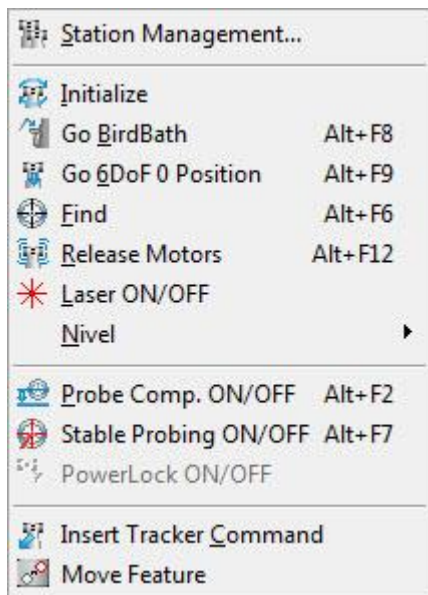 Station Management...
Initialize
Go BirdBath Alt+F8
Go 6DoF 0 Position Alt+F9
Find Alt+F6
Release Motors Alt+F12
Laser ON/OFF
Nivel
Probe Comp. ON/OFF Alt+F2
Stable Probing ON/OFF Alt+F7
PowerLock ON/OFF
Insert Tracker Command
Move Feature